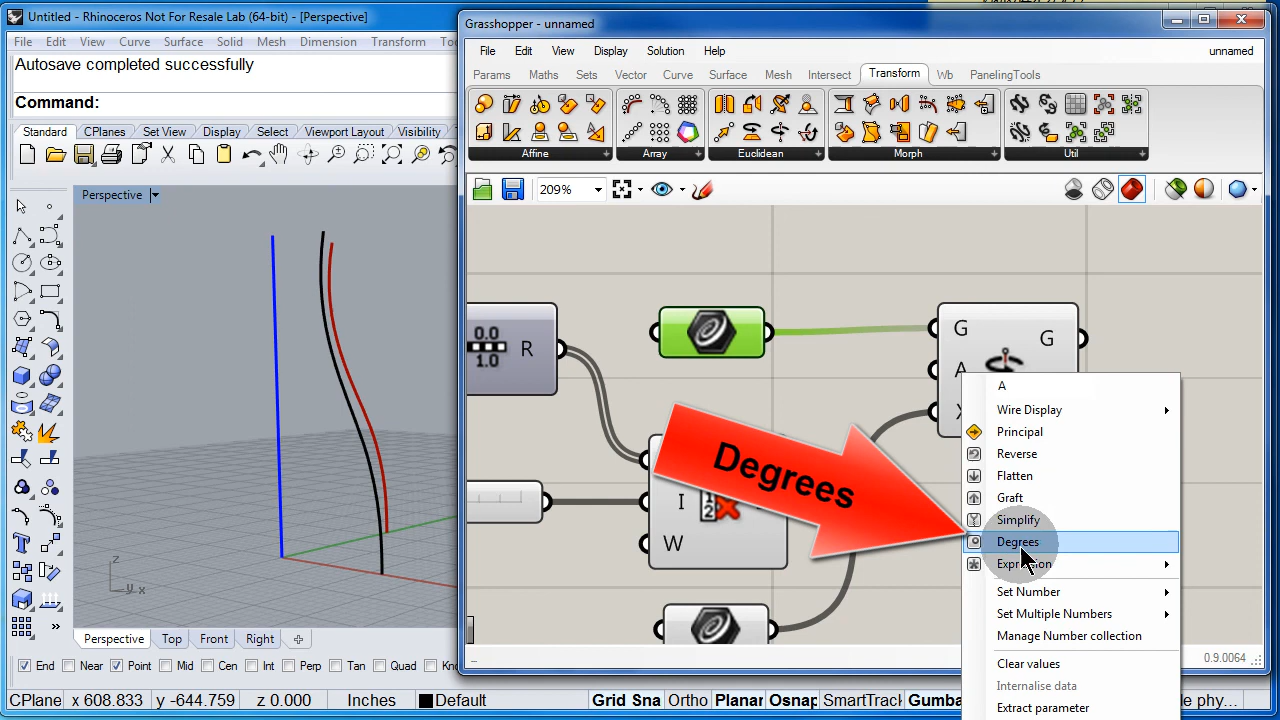 Untitled - Rhinoceros Not For Resale Lab (64-bit) - [Perspective]
File Edit View Curve Surface Solid Mesh Dimension Transform
Autosave completed successfully
Command:
Standard CPlanes Set View Display Select Viewport Layout Visibility
Perspective
z
y x
Perspective Top Front Right
End Near Point Mid Cen Int Perp Tan Quad
CPlane x 608.833 y -644.759 z 0.000 Inches Default Grid Sna Ortho Planar Osnap SmartTrack Gumba
Grasshopper - unnamed
File Edit View Display Solution Help unnamed
Params Maths Sets Vector Curve Surface Mesh Intersect Transform Wb PanelingTools
Affine Array Euclidean Morph Util
209%
0.0
1.0
R
G
G
A
X
I
1
2
W
Degrees
A
Wire Display
Principal
Reverse
Flatten
Graft
Simplify
Degrees
Expression
Set Number
Set Multiple Numbers
Manage Number collection
Clear values
Internalise data
Extract parameter
0.9.0064